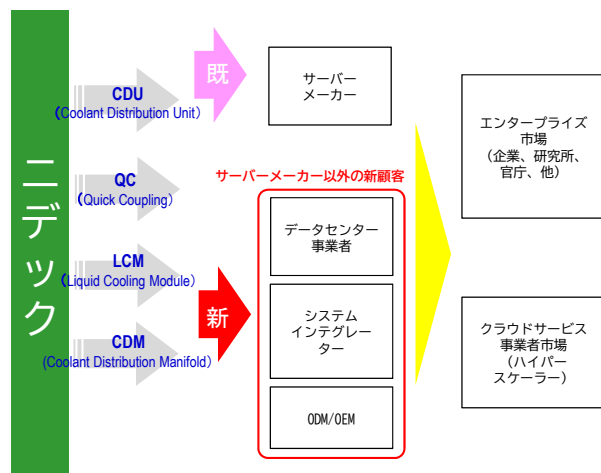 ニデック
CDU
(Coolant Distribution Unit)
QC
(Quick Coupling)
LCM
(Liquid Cooling Module)
CDM
(Coolant Distribution Manifold)
既
新
サーバー
メーカー
サーバーメーカー以外の新顧客
データセンター
事業者
システム
インテグレー
ター
ODM/OEM
エンタープライズ
市場
(企業、研究所、
官庁、他)
クラウドサービス
事業者市場
(ハイパー
スケーラー)